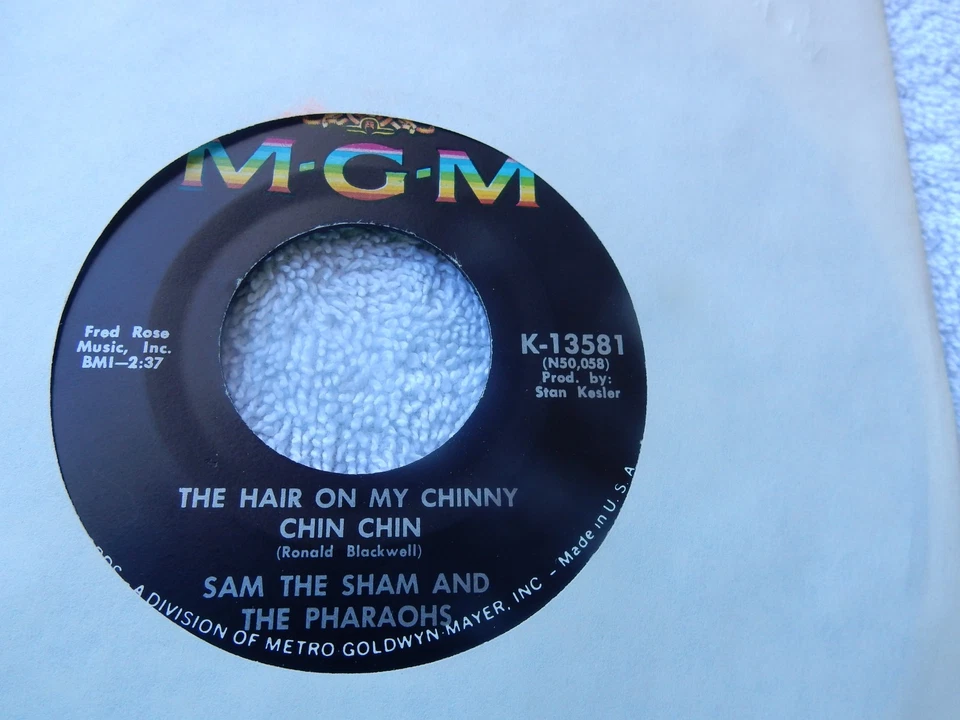 M·G·M
Fred Rose
Music, Inc.
BMI—2:37
K-13581
(N50,058)
Prod. by:
Stan Kesler
THE HAIR ON MY CHINNY
CHIN CHIN
(Ronald Blackwell)
SAM THE SHAM AND
THE PHARAOHS
A DIVISION OF METRO GOLDWYN-MAYER, INC - Made in U. S. A